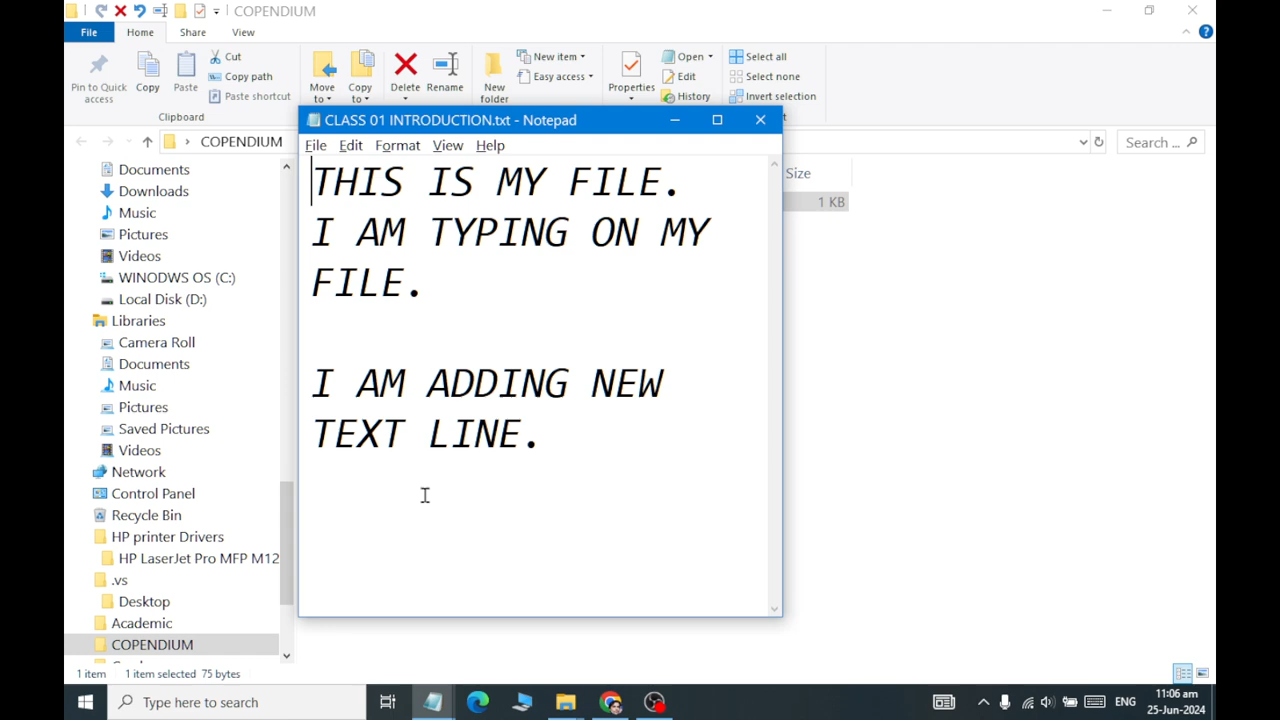 COPENDIUM
File Home Share View
Pin to Quick access
Copy
Paste
Cut
Copy path
Paste shortcut
Clipboard
Move to
Copy to
Delete
Rename
New folder
New item
Easy access
Properties
Open
Edit
History
Select all
Select none
Invert selection
COPENDIUM
Search ...
CLASS 01 INTRODUCTION.txt - Notepad
File Edit Format View Help
THIS IS MY FILE.
I AM TYPING ON MY
FILE.
I AM ADDING NEW
TEXT LINE.
Size
1 KB
Documents
Downloads
Music
Pictures
Videos
WINODWS OS (C:)
Local Disk (D:)
Libraries
Camera Roll
Documents
Music
Pictures
Saved Pictures
Videos
Network
Control Panel
Recycle Bin
HP printer Drivers
HP LaserJet Pro MFP M12
.vs
Desktop
Academic
COPENDIUM
1 item 1 item selected 75 bytes
Type here to search
ENG
11:06 am
25-Jun-2024